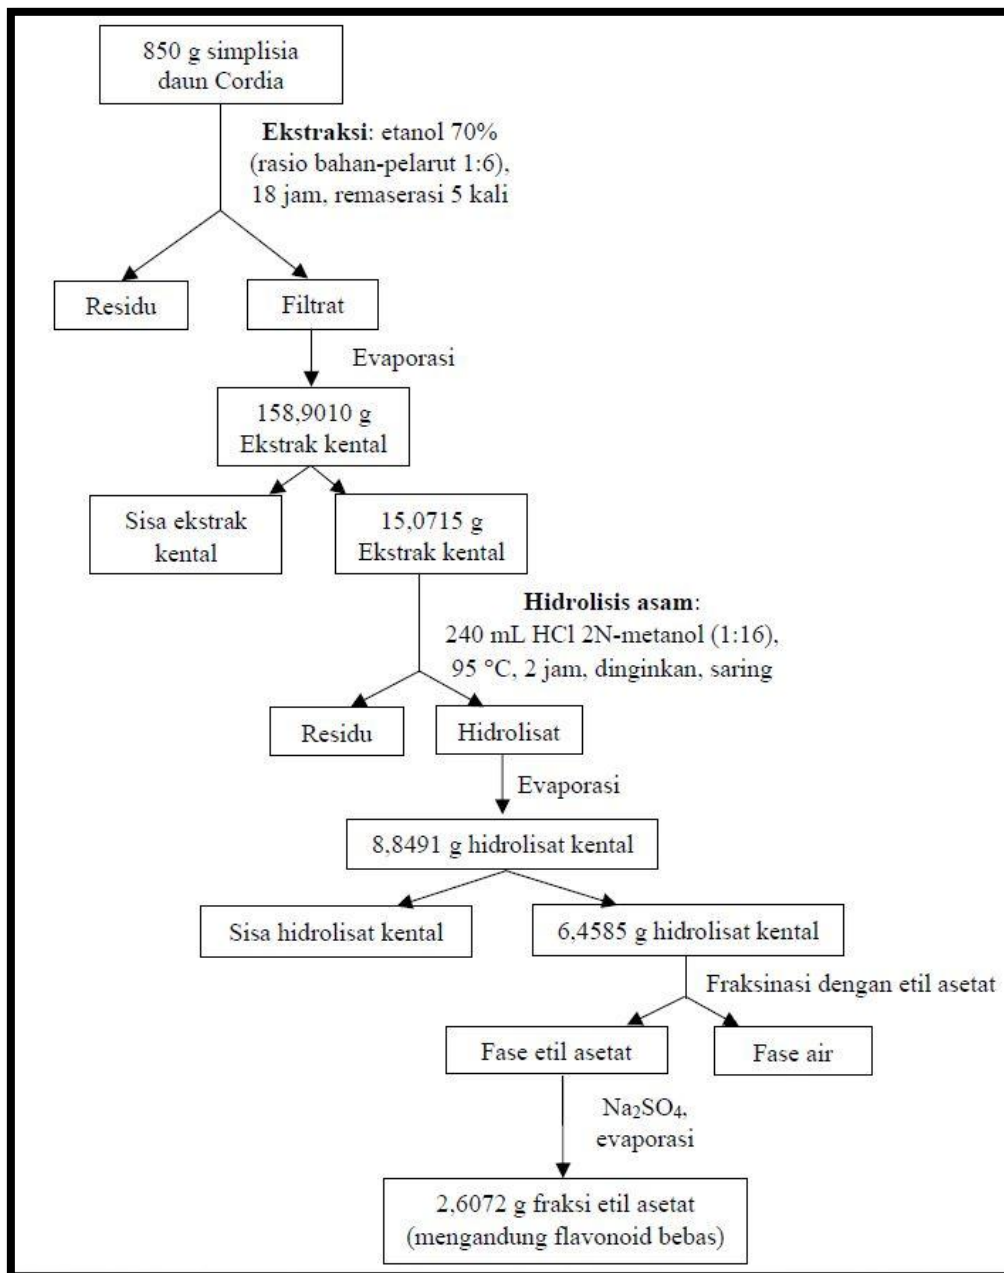 850 g simplisia
daun Cordia
Ekstraksi: etanol 70%
(rasio bahan-pelarut 1:6),
18 jam, remaserasi 5 kali
Residu
Filtrat
Evaporasi
158,9010 g
Ekstrak kental
Sisa ekstrak
kental
15,0715 g
Ekstrak kental
Hidrolisis asam:
240 mL HCl 2N-metanol (1:16),
95 °C, 2 jam, dinginkan, saring
Residu
Hidrolisat
Evaporasi
8,8491 g hidrolisat kental
Sisa hidrolisat kental
6,4585 g hidrolisat kental
Fraksinasi dengan etil asetat
Fase etil asetat
Fase air
Na₂SO₄,
evaporasi
2,6072 g fraksi etil asetat
(mengandung flavonoid bebas)